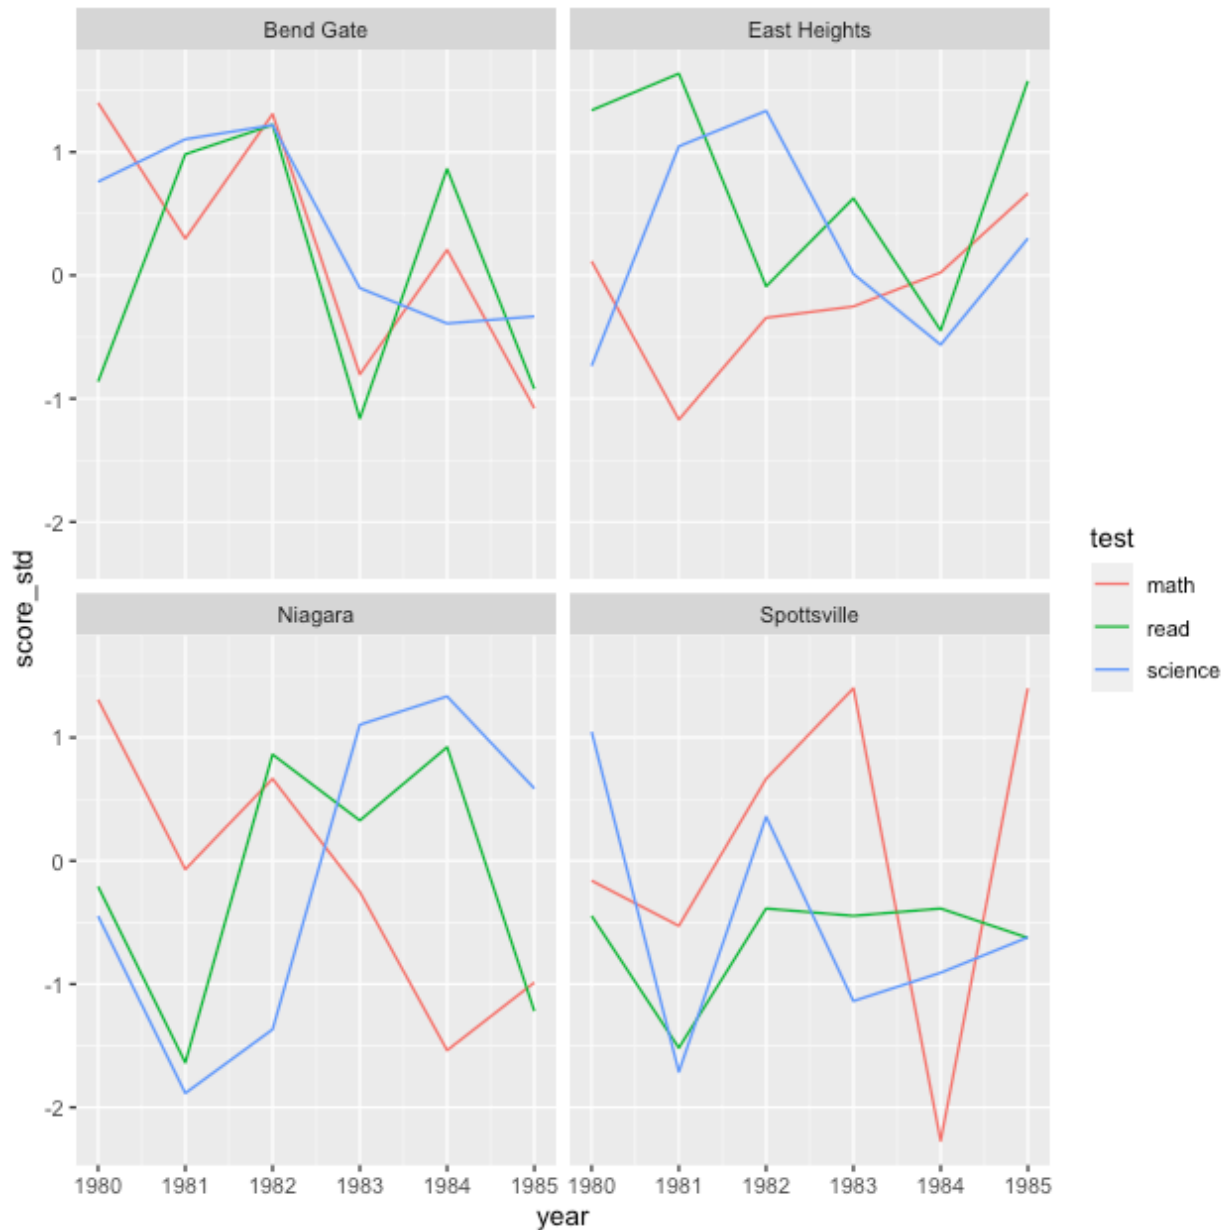 Bend Gate
East Heights
1
0
-1
-2
score_std
Niagara
Spottsville
1
0
-1
-2
1980 1981 1982 1983 1984 1985
1980 1981 1982 1983 1984 1985
year
test
math
read
science